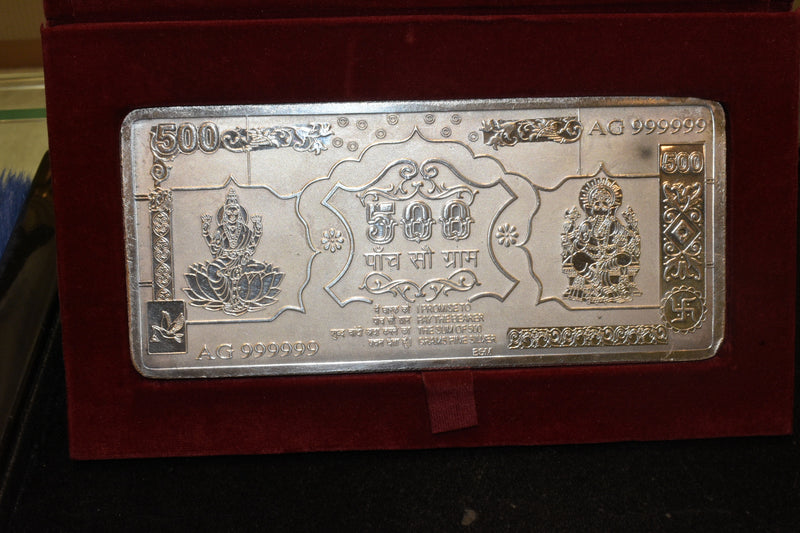 500
AG 999999
500
500
पाँच सौ ग्राम
मैं धारक को
I PROMISE TO
PAY THE BEARER
THE SUM OF 500
GRAMS FINE SILVER
AG 999999